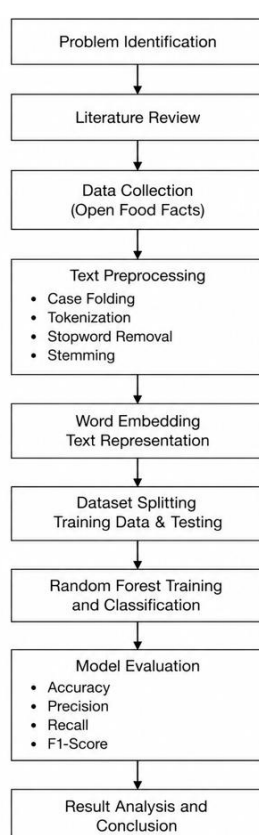 Problem Identification
Literature Review
Data Collection
(Open Food Facts)
Text Preprocessing
• Case Folding
• Tokenization
• Stopword Removal
• Stemming
Word Embedding
Text Representation
Dataset Splitting
Training Data & Testing
Random Forest Training
and Classification
Model Evaluation
• Accuracy
• Precision
• Recall
• F1-Score
Result Analysis and
Conclusion